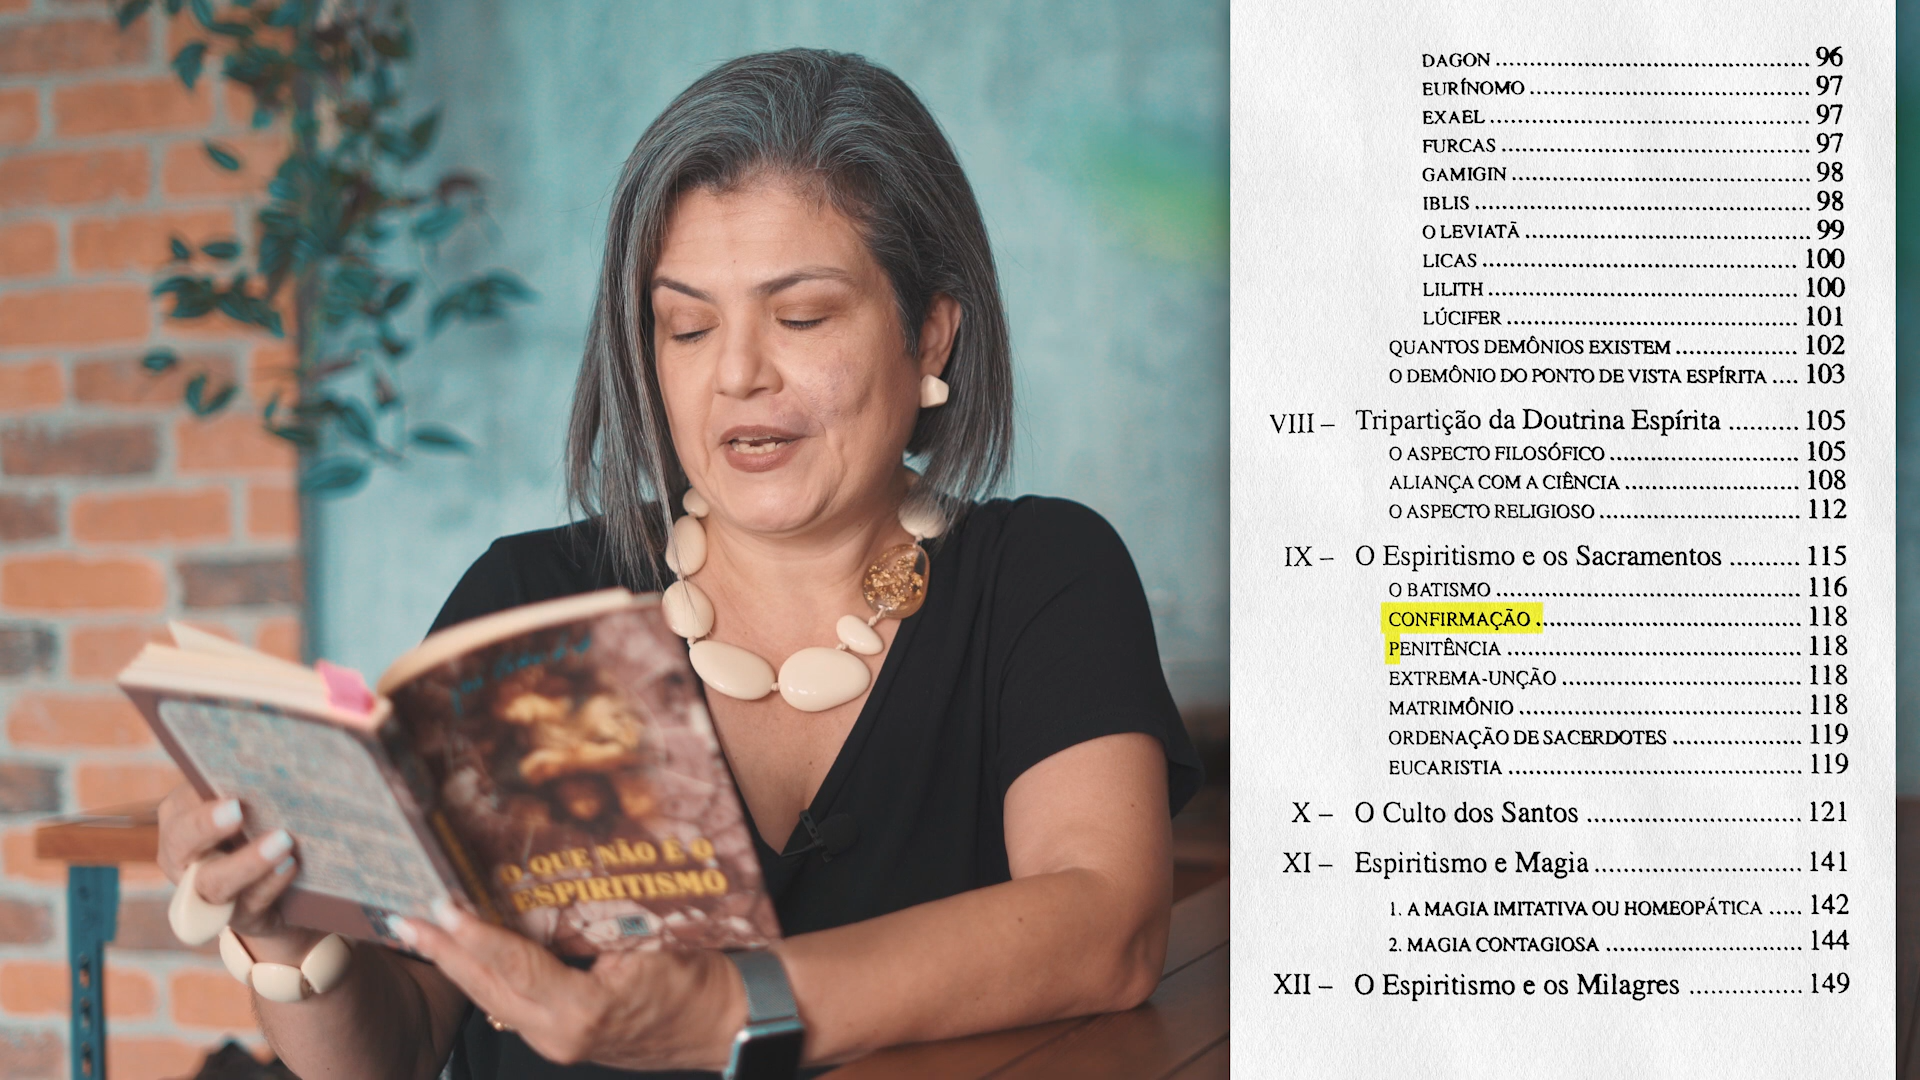 O QUE NÃO É O
ESPIRITISMO
DAGON .......... 96
EURÍNOMO .......... 97
EXAEL .......... 97
FURCAS .......... 97
GAMIGIN .......... 98
IBLIS .......... 98
O LEVIATÃ .......... 99
LICAS .......... 100
LILITH .......... 100
LÚCIFER .......... 101
QUANTOS DEMÔNIOS EXISTEM .......... 102
O DEMÔNIO DO PONTO DE VISTA ESPÍRITA .... 103
VIII – Tripartição da Doutrina Espírita .......... 105
O ASPECTO FILOSÓFICO .......... 105
ALIANÇA COM A CIÊNCIA .......... 108
O ASPECTO RELIGIOSO .......... 112
IX – O Espiritismo e os Sacramentos .......... 115
O BATISMO .......... 116
CONFIRMAÇÃO .......... 118
PENITÊNCIA .......... 118
EXTREMA-UNÇÃO .......... 118
MATRIMÔNIO .......... 118
ORDENAÇÃO DE SACERDOTES .......... 119
EUCARISTIA .......... 119
X – O Culto dos Santos .......... 121
XI – Espiritismo e Magia .......... 141
1. A MAGIA IMITATIVA OU HOMEOPÁTICA ..... 142
2. MAGIA CONTAGIOSA .......... 144
XII – O Espiritismo e os Milagres .......... 149